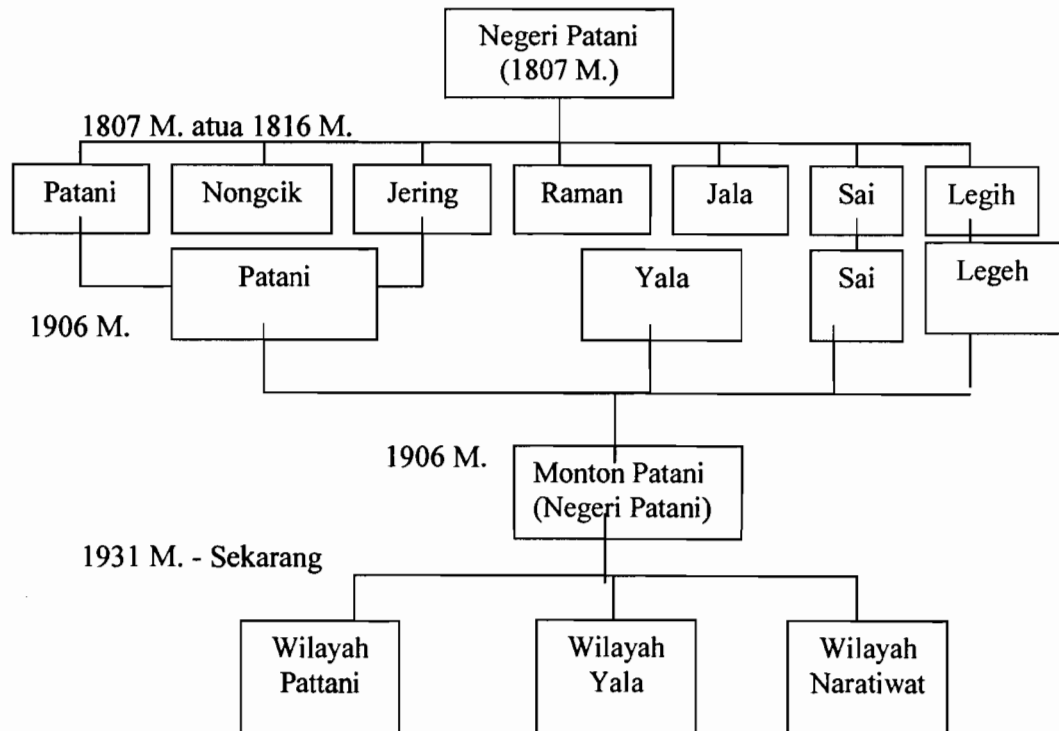 Negeri Patani
(1807 M.)
1807 M. atua 1816 M.
Patani
Nongcik
Jering
Raman
Jala
Sai
Legih
Patani
Yala
Sai
Legeh
1906 M.
1906 M.
Monton Patani
(Negeri Patani)
1931 M. - Sekarang
Wilayah
Pattani
Wilayah
Yala
Wilayah
Naratiwat